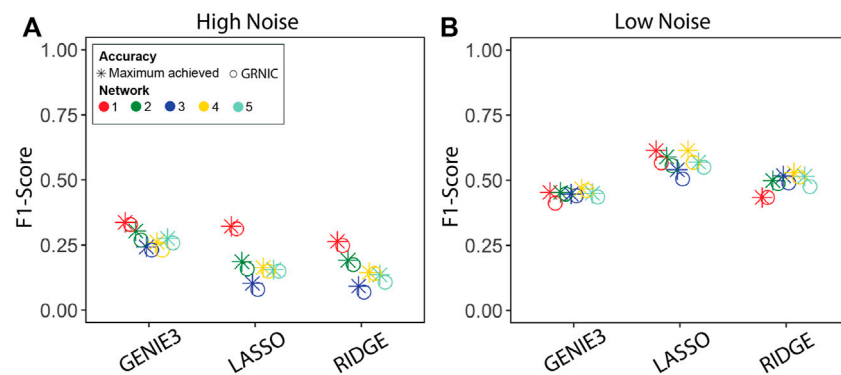 A
High Noise
F1-Score
1.00
0.75
0.50
0.25
0.00
Accuracy
Maximum achieved GRNIC
Network
1 2 3 4 5
GENIE3
LASSO
RIDGE
B
Low Noise
F1-Score
1.00
0.75
0.50
0.25
0.00
GENIE3
LASSO
RIDGE